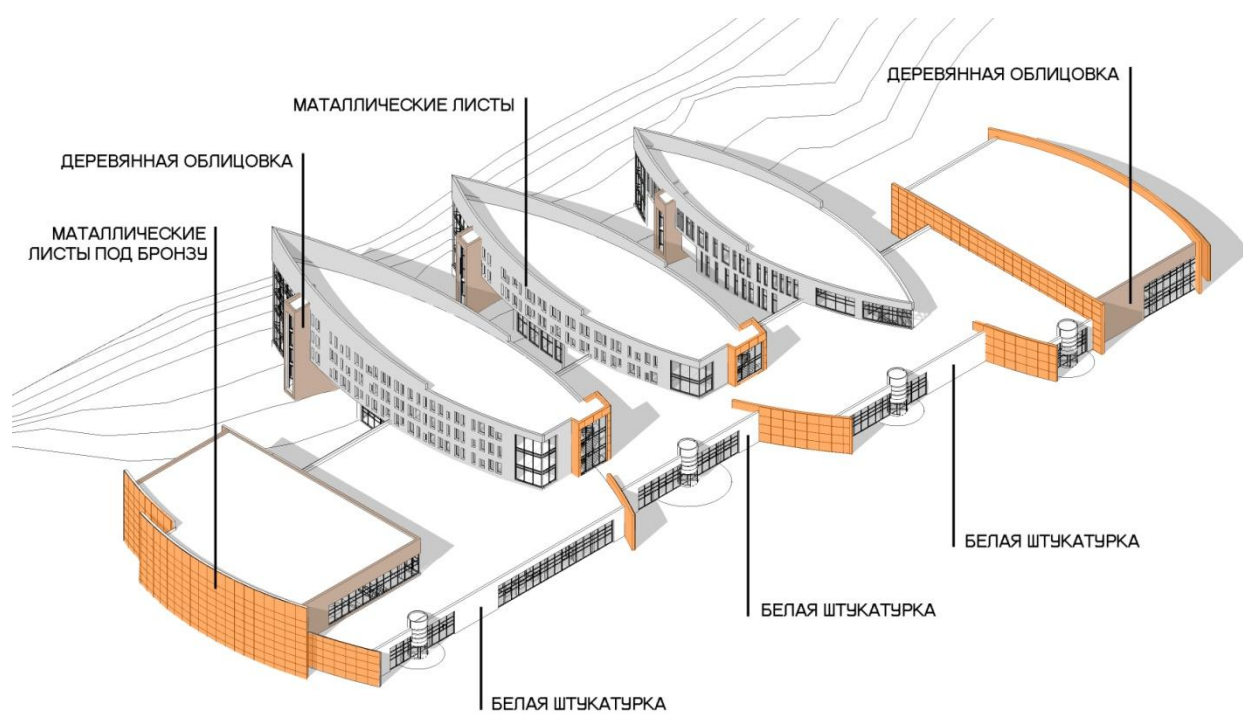 ДЕРЕВЯННАЯ ОБЛИЦОВКА
МАТАЛЛИЧЕСКИЕ ЛИСТЫ
ДЕРЕВЯННАЯ ОБЛИЦОВКА
МАТАЛЛИЧЕСКИЕ
ЛИСТЫ ПОД БРОНЗУ
БЕЛАЯ ШТУКАТУРКА
БЕЛАЯ ШТУКАТУРКА
БЕЛАЯ ШТУКАТУРКА